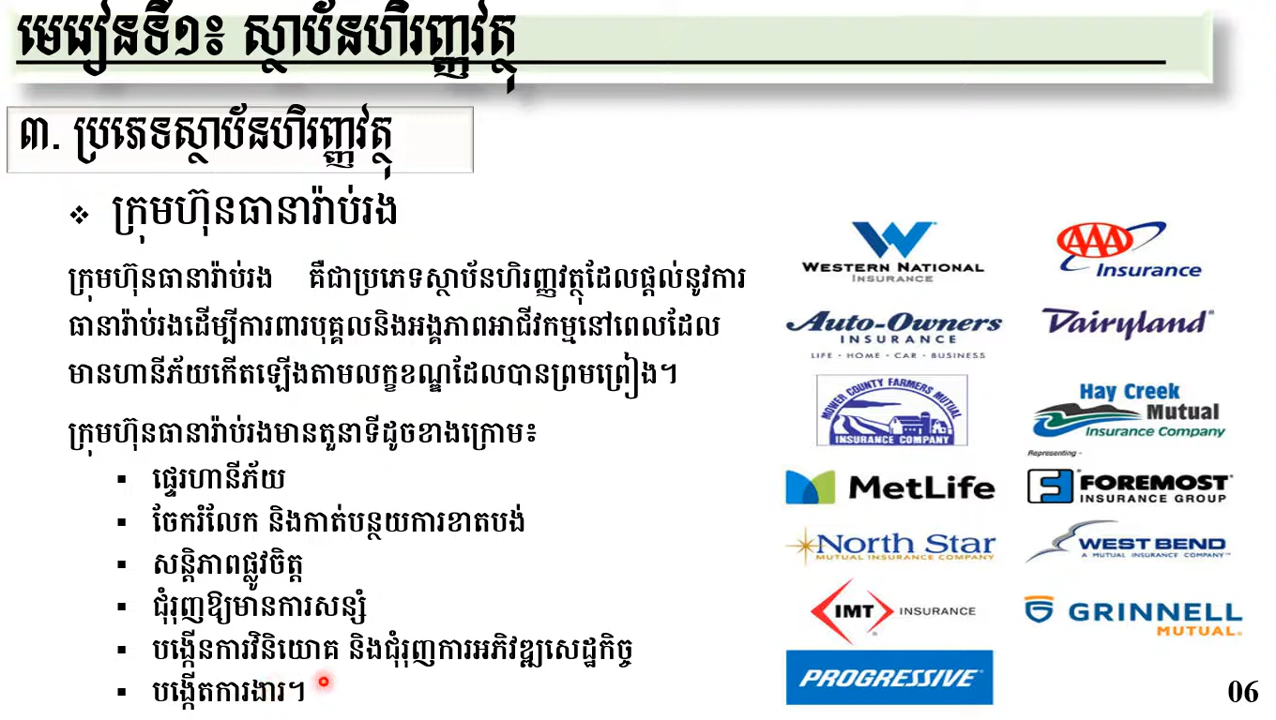 មេរៀនទី១៖ ស្ថាប័នហិរញ្ញវត្ថុ
៣. ប្រភេទស្ថាប័នហិរញ្ញវត្ថុ
❖ ក្រុមហ៊ុនធានារ៉ាប់រង
ក្រុមហ៊ុនធានារ៉ាប់រង គឺជាប្រភេទស្ថាប័នហិរញ្ញវត្ថុដែលផ្តល់នូវការ
ធានារ៉ាប់រងដើម្បីការពារបុគ្គលនិងអង្គភាពអាជីវកម្មនៅពេលដែល
មានហានីភ័យកើតឡើងតាមលក្ខខណ្ឌដែលបានព្រមព្រៀង។
ក្រុមហ៊ុនធានារ៉ាប់រងមានតួនាទីដូចខាងក្រោម៖
▪ ផ្ទេរហានីភ័យ
▪ ចែករំលែក និងកាត់បន្ថយការខាតបង់
▪ សន្តិភាពផ្លូវចិត្ត
▪ ជុំរុញឱ្យមានការសន្សំ
▪ បង្កើនការវិនិយោគ និងជុំរុញការអភិវឌ្ឍសេដ្ឋកិច្ច
▪ បង្កើតការងារ។
WESTERN NATIONAL
INSURANCE
AAA
Insurance
Auto-Owners
INSURANCE
LIFE • HOME • CAR • BUSINESS
Dairyland
MOWER COUNTY FARMERS MUTUAL
INSURANCE COMPANY
Hay Creek
Mutual
Insurance Company
Representing -
MetLife
FOREMOST
INSURANCE GROUP
North Star
MUTUAL INSURANCE COMPANY
WEST BEND
A MUTUAL INSURANCE COMPANY
IMT INSURANCE
GRINNELL
MUTUAL.
PROGRESSIVE
06